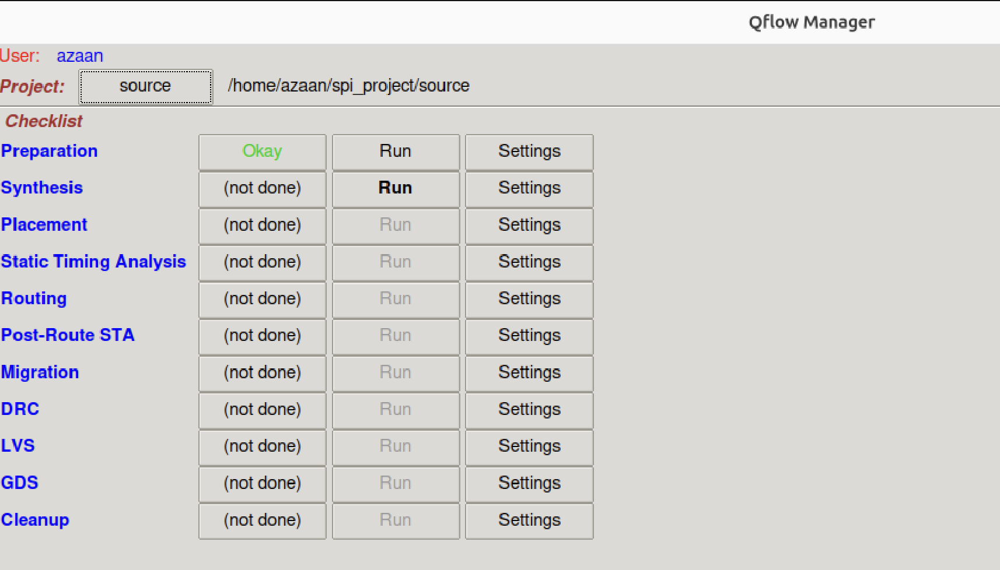 Qflow Manager
User: azaan
Project: source /home/azaan/spi_project/source
Checklist
Preparation Okay Run Settings
Synthesis (not done) Run Settings
Placement (not done) Run Settings
Static Timing Analysis (not done) Run Settings
Routing (not done) Run Settings
Post-Route STA (not done) Run Settings
Migration (not done) Run Settings
DRC (not done) Run Settings
LVS (not done) Run Settings
GDS (not done) Run Settings
Cleanup (not done) Run Settings